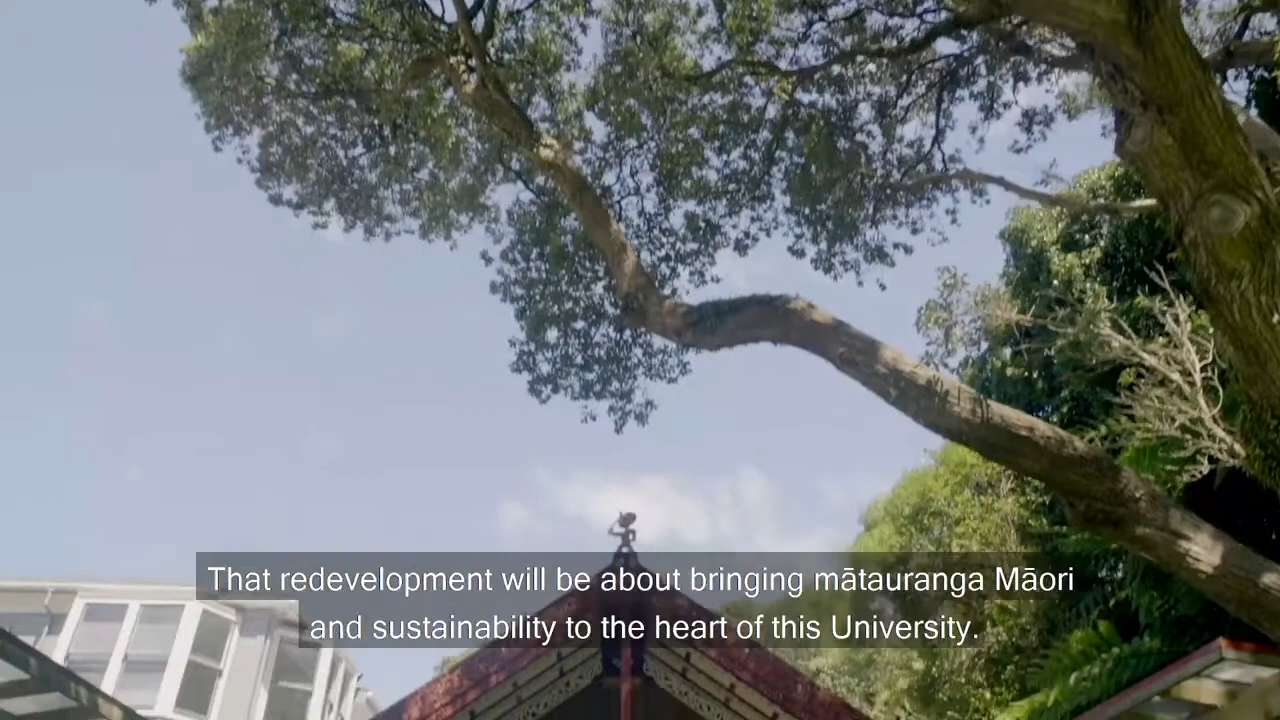 That redevelopment will be about bringing mātauranga Māori
and sustainability to the heart of this University.